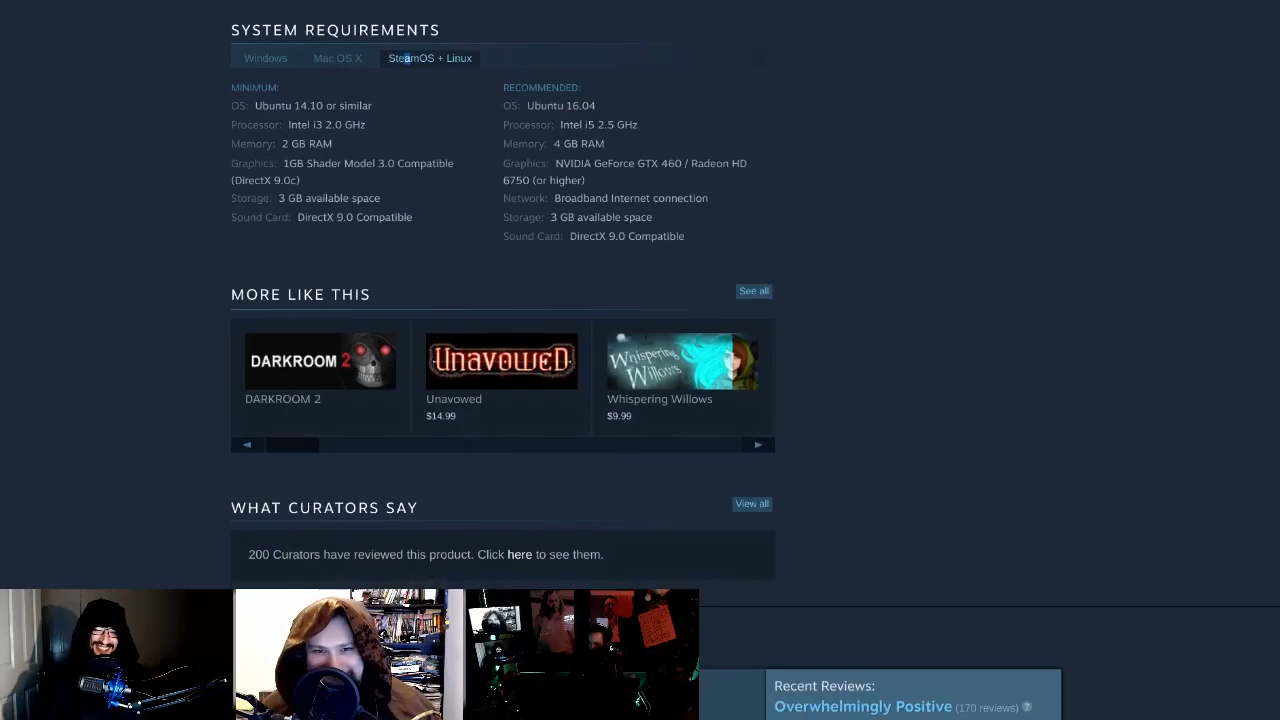 SYSTEM REQUIREMENTS
Windows Mac OS X SteamOS + Linux
MINIMUM:
OS: Ubuntu 14.10 or similar
Processor: Intel i3 2.0 GHz
Memory: 2 GB RAM
Graphics: 1GB Shader Model 3.0 Compatible
(DirectX 9.0c)
Storage: 3 GB available space
Sound Card: DirectX 9.0 Compatible
RECOMMENDED:
OS: Ubuntu 16.04
Processor: Intel i5 2.5 GHz
Memory: 4 GB RAM
Graphics: NVIDIA GeForce GTX 460 / Radeon HD
6750 (or higher)
Network: Broadband Internet connection
Storage: 3 GB available space
Sound Card: DirectX 9.0 Compatible
MORE LIKE THIS
See all
DARKROOM 2
DARKROOM 2
UNAVOWED
Unavowed
$14.99
Whispering
Willows
Whispering Willows
$9.99
WHAT CURATORS SAY
View all
200 Curators have reviewed this product. Click here to see them.
Recent Reviews:
Overwhelmingly Positive (170 reviews) ?